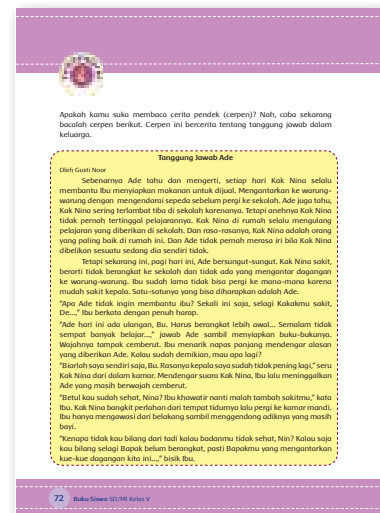 Apakah kamu suka membaca cerita pendek (cerpen)? Nah, coba sekarang
bacalah cerpen berikut. Cerpen ini bercerita tentang tanggung jawab dalam
keluarga.
Tanggung Jawab Ade
Oleh Gusti Noor
Sebenarnya Ade tahu dan mengerti, setiap hari Kak Nina selalu
membantu Ibu menyiapkan makanan untuk dijual. Mengantarkan ke warung-
warung dengan mengendarai sepeda sebelum pergi ke sekolah. Ade juga tahu,
Kak Nina sering terlambat tiba di sekolah karenanya. Tetapi anehnya Kak Nina
tidak pernah tertinggal pelajarannya. Kak Nina di rumah selalu mengulang
pelajaran yang diberikan di sekolah. Dan rasa-rasanya, Kak Nina adalah orang
yang paling baik di rumah ini. Dan Ade tidak pernah merasa iri bila Kak Nina
dibelikan sesuatu sedang dia sendiri tidak.
Tetapi sekarang ini, pagi hari ini, Ade bersungut-sungut. Kak Nina sakit,
berarti tidak berangkat ke sekolah dan tidak ada yang mengantar dagangan
ke warung-warung. Ibu sudah lama tidak bisa pergi ke mana-mana karena
mudah sakit kepala. Satu-satunya yang bisa diharapkan adalah Ade.
"Apa Ade tidak ingin membantu ibu? Sekali ini saja, selagi Kakakmu sakit,
De...," Ibu berkata dengan penuh harap.
"Ade hari ini ada ulangan, Bu. Harus berangkat lebih awal... Semalam tidak
sempat banyak belajar...," jawab Ade sambil menyiapkan buku-bukunya.
Wajahnya tampak cemberut. Ibu menarik napas panjang mendengar alasan
yang diberikan Ade. Kalau sudah demikian, mau apa lagi?
"Biarlah saya sendiri saja, Bu. Rasanya kepala saya sudah tidak pening lagi," seru
Kak Nina dari dalam kamar. Mendengar suara Kak Nina, Ibu lalu meninggalkan
Ade yang masih berwajah cemberut.
"Betul kau sudah sehat, Nina? Ibu khawatir nanti malah tambah sakitmu," kata
Ibu. Kak Nina bangkit perlahan dari tempat tidurnya lalu pergi ke kamar mandi.
Ibu hanya mengawasi dari belakang sambil menggendong adiknya yang masih
bayi.
"Kenapa tidak kau bilang dari tadi kalau badanmu tidak sehat, Nin? Kalau saja
kau bilang selagi Bapak belum berangkat, pasti Bapakmu yang mengantarkan
kue-kue dagangan kita ini...," bisik Ibu.
72 Buku Siswa SD/MI Kelas V